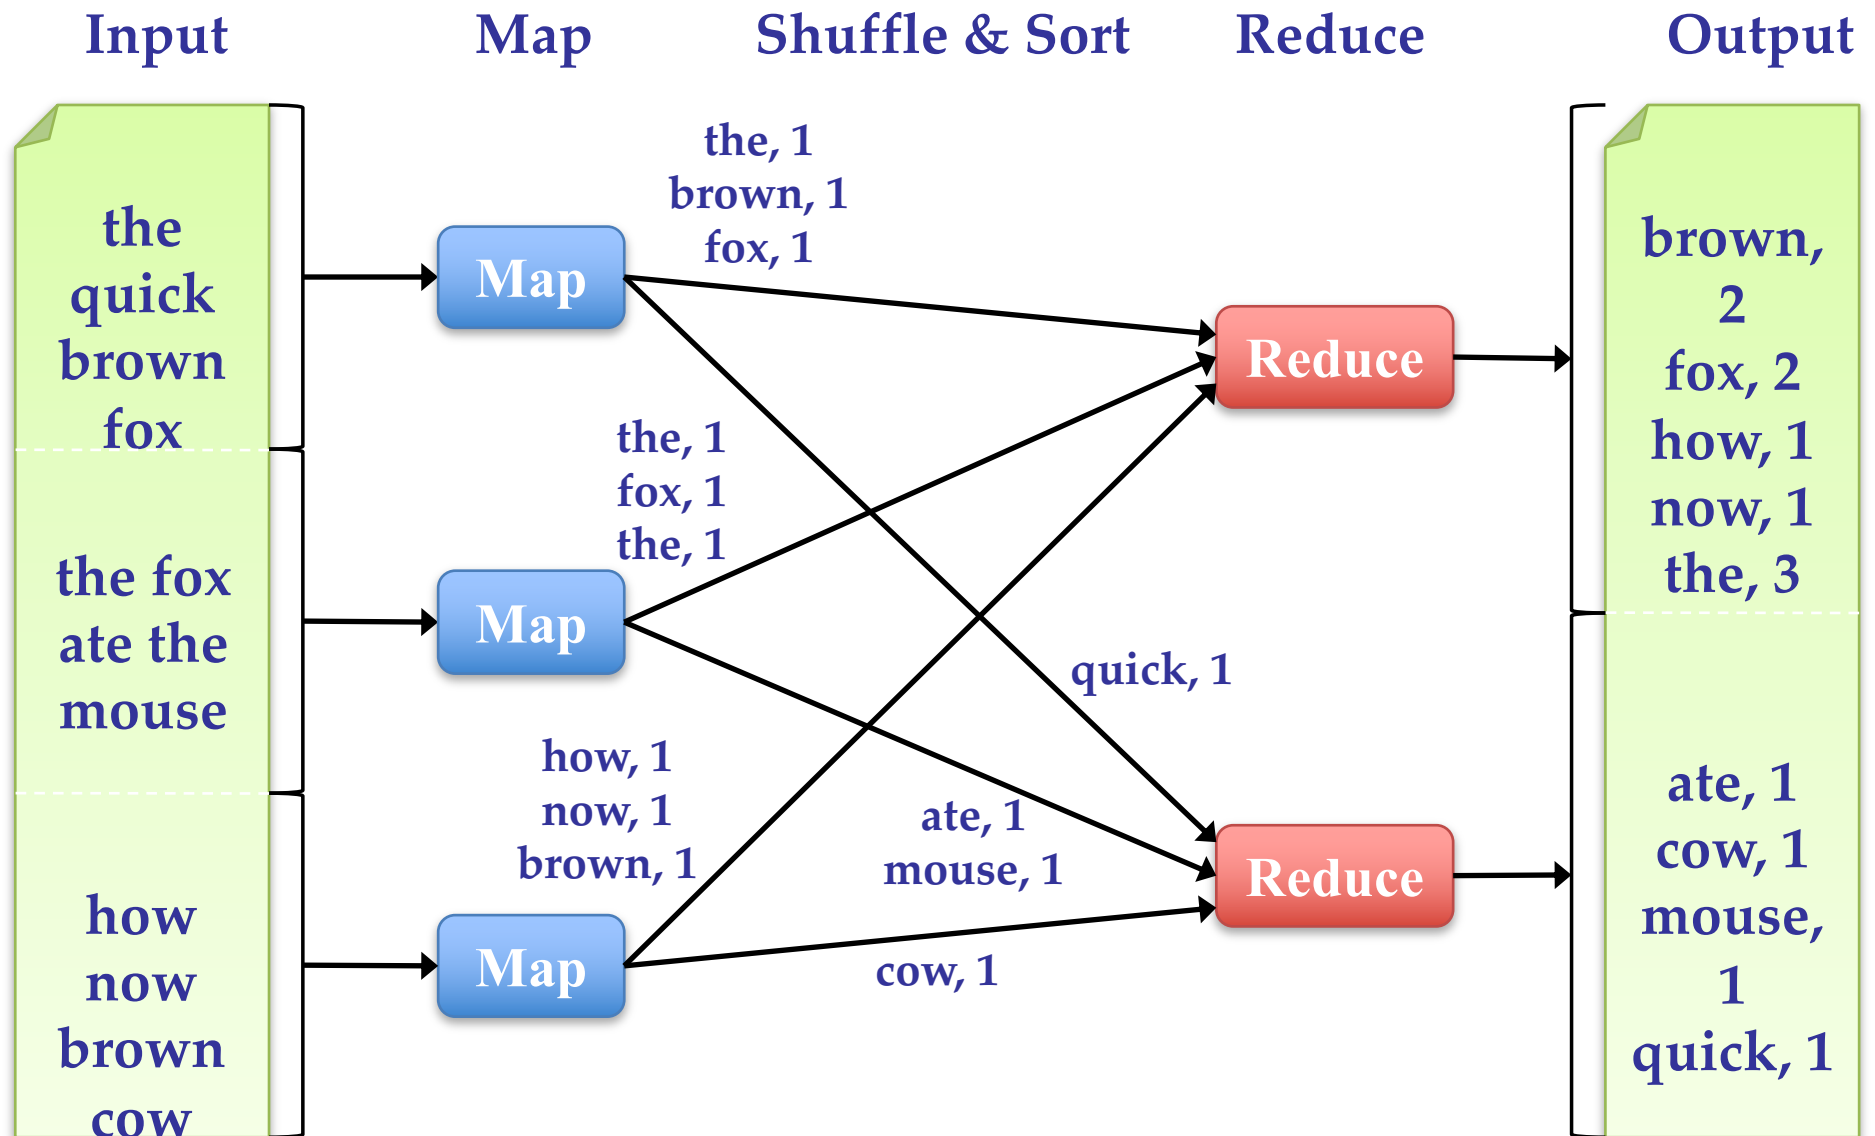 Input
Map
Shuffle & Sort
Reduce
Output
the
quick
brown
fox
the fox
ate the
mouse
how
now
brown
cow
Map
Map
Map
the, 1
brown, 1
fox, 1
the, 1
fox, 1
the, 1
how, 1
now, 1
brown, 1
quick, 1
ate, 1
mouse, 1
cow, 1
Reduce
Reduce
brown,
2
fox, 2
how, 1
now, 1
the, 3
ate, 1
cow, 1
mouse,
1
quick, 1